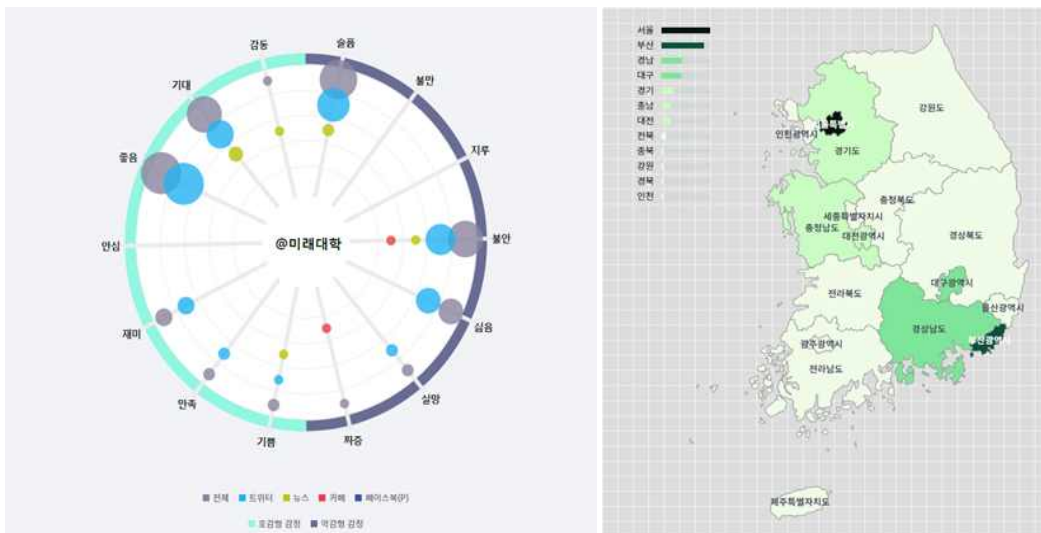 감동
슬픔
기대
불만
좋음
지루
안심
@미래대학
불안
재미
싫음
만족
실망
기쁨
짜증
전체
트위터
뉴스
카페
페이스북(P)
호감형 감정
악감형 감정
서울
부산
경남
대구
경기
충남
대전
전북
충북
강원
경북
인천
강원도
인천광역시
경기도
충청북도
세종특별자치시
충청남도
대전광역시
경상북도
전라북도
대구광역시
울산광역시
경상남도
부산광역시
광주광역시
전라남도
제주특별자치도